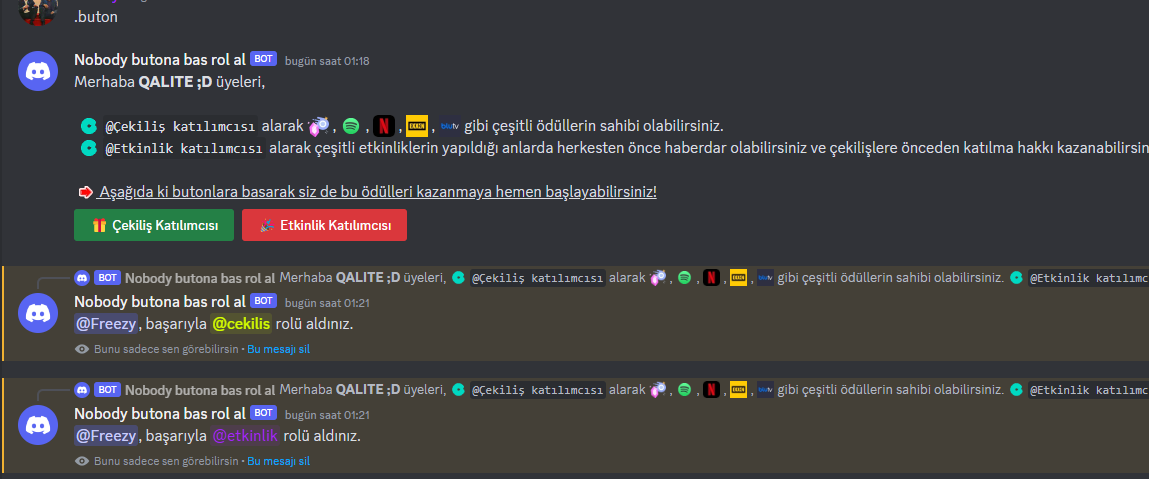 .buton
Nobody butona bas rol al BOT bugün saat 01:18
Merhaba QALITE ;D üyeleri,
@Çekiliş katılımcısı alarak , , N , EXXEN , blutv gibi çeşitli ödüllerin sahibi olabilirsiniz.
@Etkinlik katılımcısı alarak çeşitli etkinliklerin yapıldığı anlarda herkesten önce haberdar olabilirsiniz ve çekilişlere önceden katılma hakkı kazanabilirsin
Aşağıda ki butonlara basarak siz de bu ödülleri kazanmaya hemen başlayabilirsiniz!
Çekiliş Katılımcısı Etkinlik Katılımcısı
BOT Nobody butona bas rol al Merhaba QALITE ;D üyeleri, @Çekiliş katılımcısı alarak , , N , EXXEN , blutv gibi çeşitli ödüllerin sahibi olabilirsiniz. @Etkinlik katılımc
Nobody butona bas rol al BOT bugün saat 01:21
@Freezy, başarıyla @cekilis rolü aldınız.
Bunu sadece sen görebilirsin • Bu mesajı sil
BOT Nobody butona bas rol al Merhaba QALITE ;D üyeleri, @Çekiliş katılımcısı alarak , , N , EXXEN , blutv gibi çeşitli ödüllerin sahibi olabilirsiniz. @Etkinlik katılımc
Nobody butona bas rol al BOT bugün saat 01:21
@Freezy, başarıyla @etkinlik rolü aldınız.
Bunu sadece sen görebilirsin • Bu mesajı sil